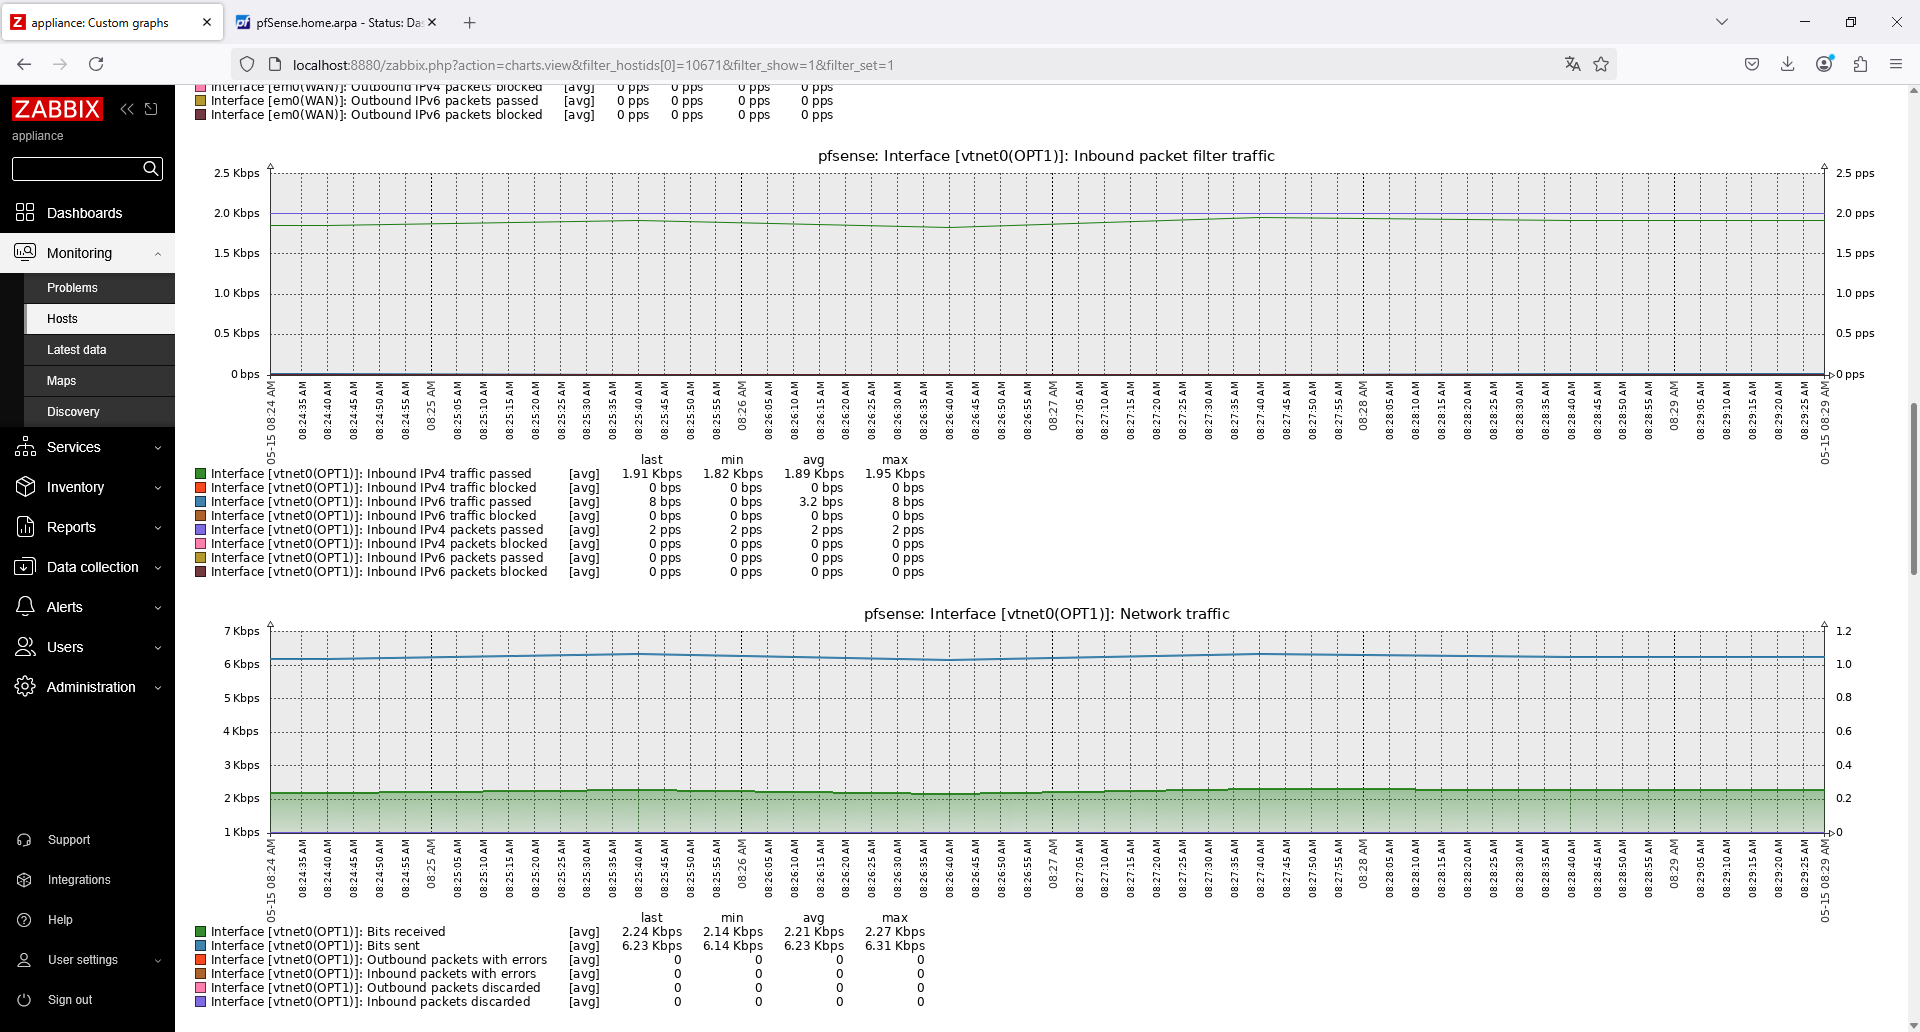 appliance: Custom graphs
pfSense.home.arpa - Status: Da
localhost:8880/zabbix.php?action=charts.view&filter_hostids[0]=10671&filter_show=1&filter_set=1
ZABBIX
appliance
Dashboards
Monitoring
Problems
Hosts
Latest data
Maps
Discovery
Services
Inventory
Reports
Data collection
Alerts
Users
Administration
Support
Integrations
Help
User settings
Sign out
Interface [em0(WAN)]: Outbound IPv4 packets blocked [avg] 0 pps 0 pps 0 pps 0 pps
Interface [em0(WAN)]: Outbound IPv6 packets passed [avg] 0 pps 0 pps 0 pps 0 pps
Interface [em0(WAN)]: Outbound IPv6 packets blocked [avg] 0 pps 0 pps 0 pps 0 pps
pfsense: Interface [vtnet0(OPT1)]: Inbound packet filter traffic
2.5 Kbps 2.5 pps
2.0 Kbps 2.0 pps
1.5 Kbps 1.5 pps
1.0 Kbps 1.0 pps
0.5 Kbps 0.5 pps
0 bps 0 pps
05-15 08:24 AM 08:24:35 AM 08:24:40 AM 08:24:45 AM 08:24:50 AM 08:24:55 AM 08:25 AM 08:25:05 AM 08:25:10 AM 08:25:15 AM 08:25:20 AM 08:25:25 AM 08:25:30 AM 08:25:35 AM 08:25:40 AM 08:25:45 AM 08:25:50 AM 08:25:55 AM 08:26 AM 08:26:05 AM 08:26:10 AM 08:26:15 AM 08:26:20 AM 08:26:25 AM 08:26:30 AM 08:26:35 AM 08:26:40 AM 08:26:45 AM 08:26:50 AM 08:26:55 AM 08:27 AM 08:27:05 AM 08:27:10 AM 08:27:15 AM 08:27:20 AM 08:27:25 AM 08:27:30 AM 08:27:35 AM 08:27:40 AM 08:27:45 AM 08:27:50 AM 08:27:55 AM 08:28 AM 08:28:05 AM 08:28:10 AM 08:28:15 AM 08:28:20 AM 08:28:25 AM 08:28:30 AM 08:28:35 AM 08:28:40 AM 08:28:45 AM 08:28:50 AM 08:28:55 AM 08:29 AM 08:29:05 AM 08:29:10 AM 08:29:15 AM 08:29:20 AM 08:29:25 AM 05-15 08:29 AM
last min avg max
Interface [vtnet0(OPT1)]: Inbound IPv4 traffic passed [avg] 1.91 Kbps 1.82 Kbps 1.89 Kbps 1.95 Kbps
Interface [vtnet0(OPT1)]: Inbound IPv4 traffic blocked [avg] 0 bps 0 bps 0 bps 0 bps
Interface [vtnet0(OPT1)]: Inbound IPv6 traffic passed [avg] 8 bps 0 bps 3.2 bps 8 bps
Interface [vtnet0(OPT1)]: Inbound IPv6 traffic blocked [avg] 0 bps 0 bps 0 bps 0 bps
Interface [vtnet0(OPT1)]: Inbound IPv4 packets passed [avg] 2 pps 2 pps 2 pps 2 pps
Interface [vtnet0(OPT1)]: Inbound IPv4 packets blocked [avg] 0 pps 0 pps 0 pps 0 pps
Interface [vtnet0(OPT1)]: Inbound IPv6 packets passed [avg] 0 pps 0 pps 0 pps 0 pps
Interface [vtnet0(OPT1)]: Inbound IPv6 packets blocked [avg] 0 pps 0 pps 0 pps 0 pps
pfsense: Interface [vtnet0(OPT1)]: Network traffic
7 Kbps 1.2
6 Kbps 1.0
5 Kbps 0.8
4 Kbps 0.6
3 Kbps 0.4
2 Kbps 0.2
1 Kbps 0
05-15 08:24 AM 08:24:35 AM 08:24:40 AM 08:24:45 AM 08:24:50 AM 08:24:55 AM 08:25 AM 08:25:05 AM 08:25:10 AM 08:25:15 AM 08:25:20 AM 08:25:25 AM 08:25:30 AM 08:25:35 AM 08:25:40 AM 08:25:45 AM 08:25:50 AM 08:25:55 AM 08:26 AM 08:26:05 AM 08:26:10 AM 08:26:15 AM 08:26:20 AM 08:26:25 AM 08:26:30 AM 08:26:35 AM 08:26:40 AM 08:26:45 AM 08:26:50 AM 08:26:55 AM 08:27 AM 08:27:05 AM 08:27:10 AM 08:27:15 AM 08:27:20 AM 08:27:25 AM 08:27:30 AM 08:27:35 AM 08:27:40 AM 08:27:45 AM 08:27:50 AM 08:27:55 AM 08:28 AM 08:28:05 AM 08:28:10 AM 08:28:15 AM 08:28:20 AM 08:28:25 AM 08:28:30 AM 08:28:35 AM 08:28:40 AM 08:28:45 AM 08:28:50 AM 08:28:55 AM 08:29 AM 08:29:05 AM 08:29:10 AM 08:29:15 AM 08:29:20 AM 08:29:25 AM 05-15 08:29 AM
last min avg max
Interface [vtnet0(OPT1)]: Bits received [avg] 2.24 Kbps 2.14 Kbps 2.21 Kbps 2.27 Kbps
Interface [vtnet0(OPT1)]: Bits sent [avg] 6.23 Kbps 6.14 Kbps 6.23 Kbps 6.31 Kbps
Interface [vtnet0(OPT1)]: Outbound packets with errors [avg] 0 0 0 0
Interface [vtnet0(OPT1)]: Inbound packets with errors [avg] 0 0 0 0
Interface [vtnet0(OPT1)]: Outbound packets discarded [avg] 0 0 0 0
Interface [vtnet0(OPT1)]: Inbound packets discarded [avg] 0 0 0 0